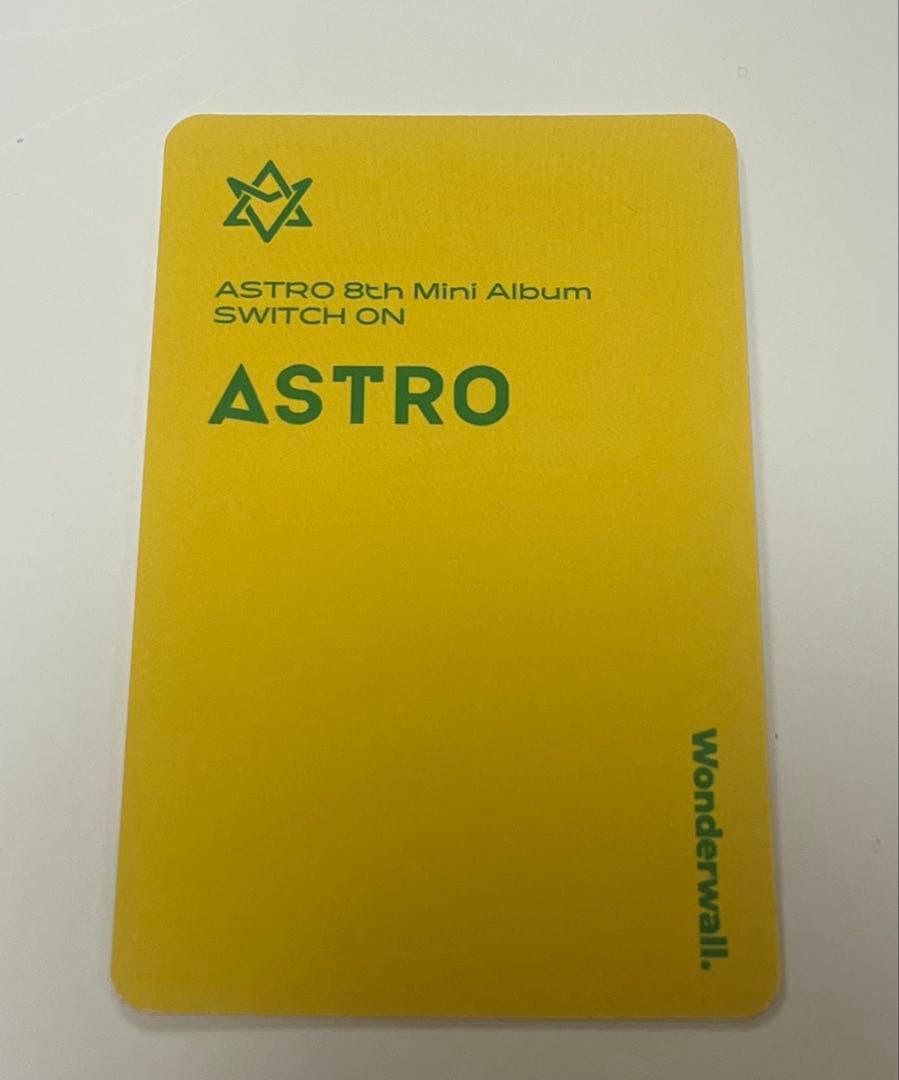 ASTRO 8th Mini Album
SWITCH ON
ASTRO
Wonderwall.